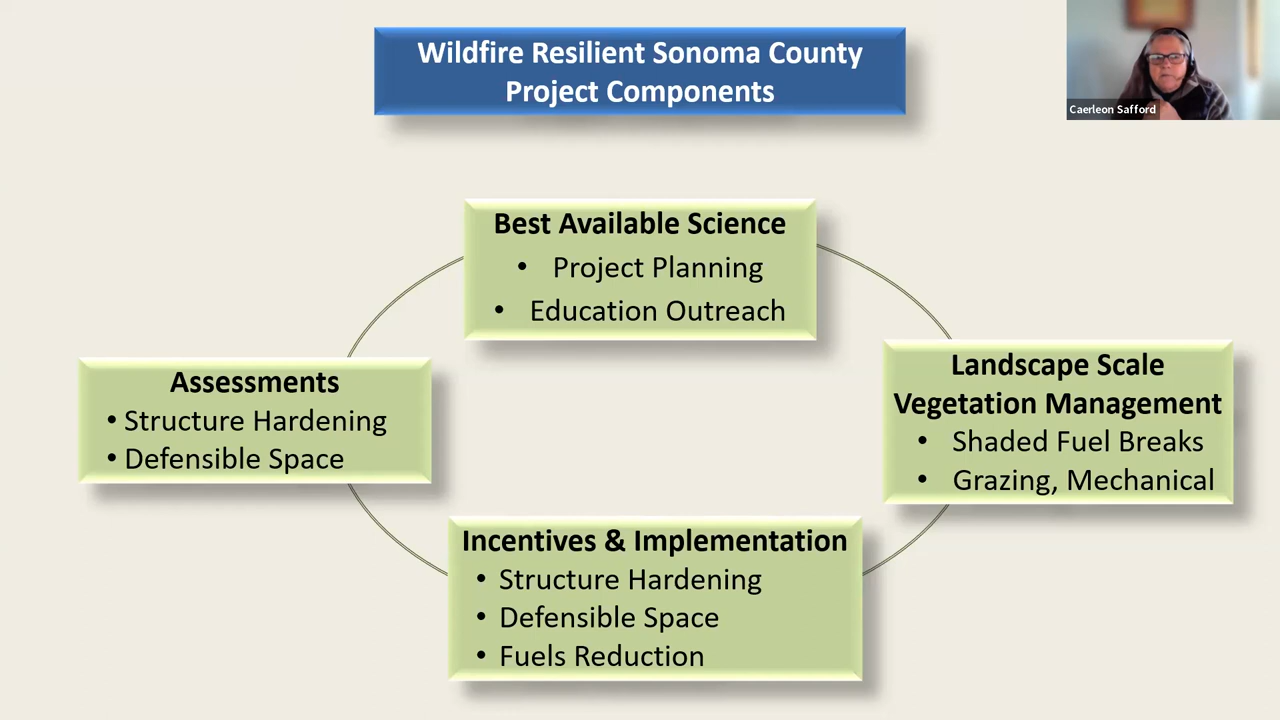 Wildfire Resilient Sonoma County
Project Components
Caerleon Safford
Best Available Science
• Project Planning
• Education Outreach
Assessments
• Structure Hardening
• Defensible Space
Landscape Scale
Vegetation Management
• Shaded Fuel Breaks
• Grazing, Mechanical
Incentives & Implementation
• Structure Hardening
• Defensible Space
• Fuels Reduction